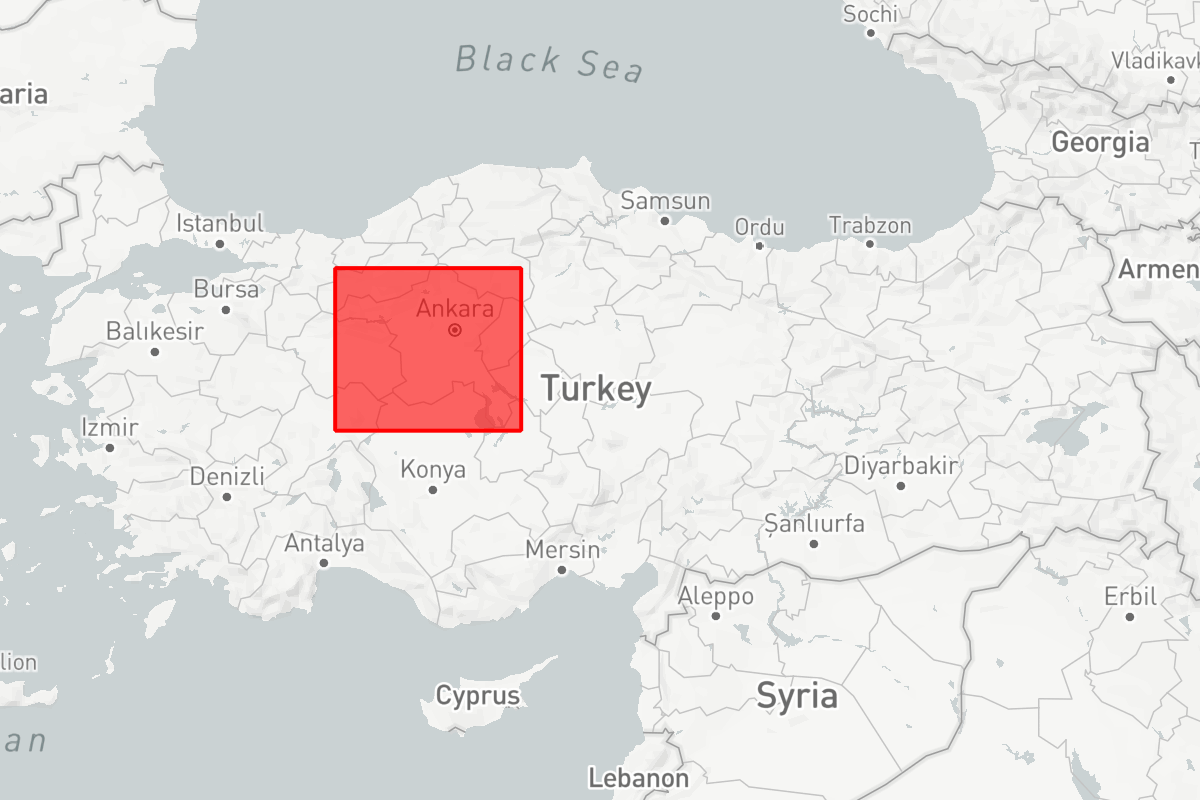 Sochi
Black Sea
Vladikavk
aria
Georgia
T
Samsun
Istanbul
Ordu
Trabzon
Armen
Bursa
Ankara
Balıkesir
Turkey
Izmir
Konya
Denizli
Diyarbakir
Şanlıurfa
Antalya
Mersin
Aleppo
Erbil
lion
Cyprus
Syria
an
Lebanon